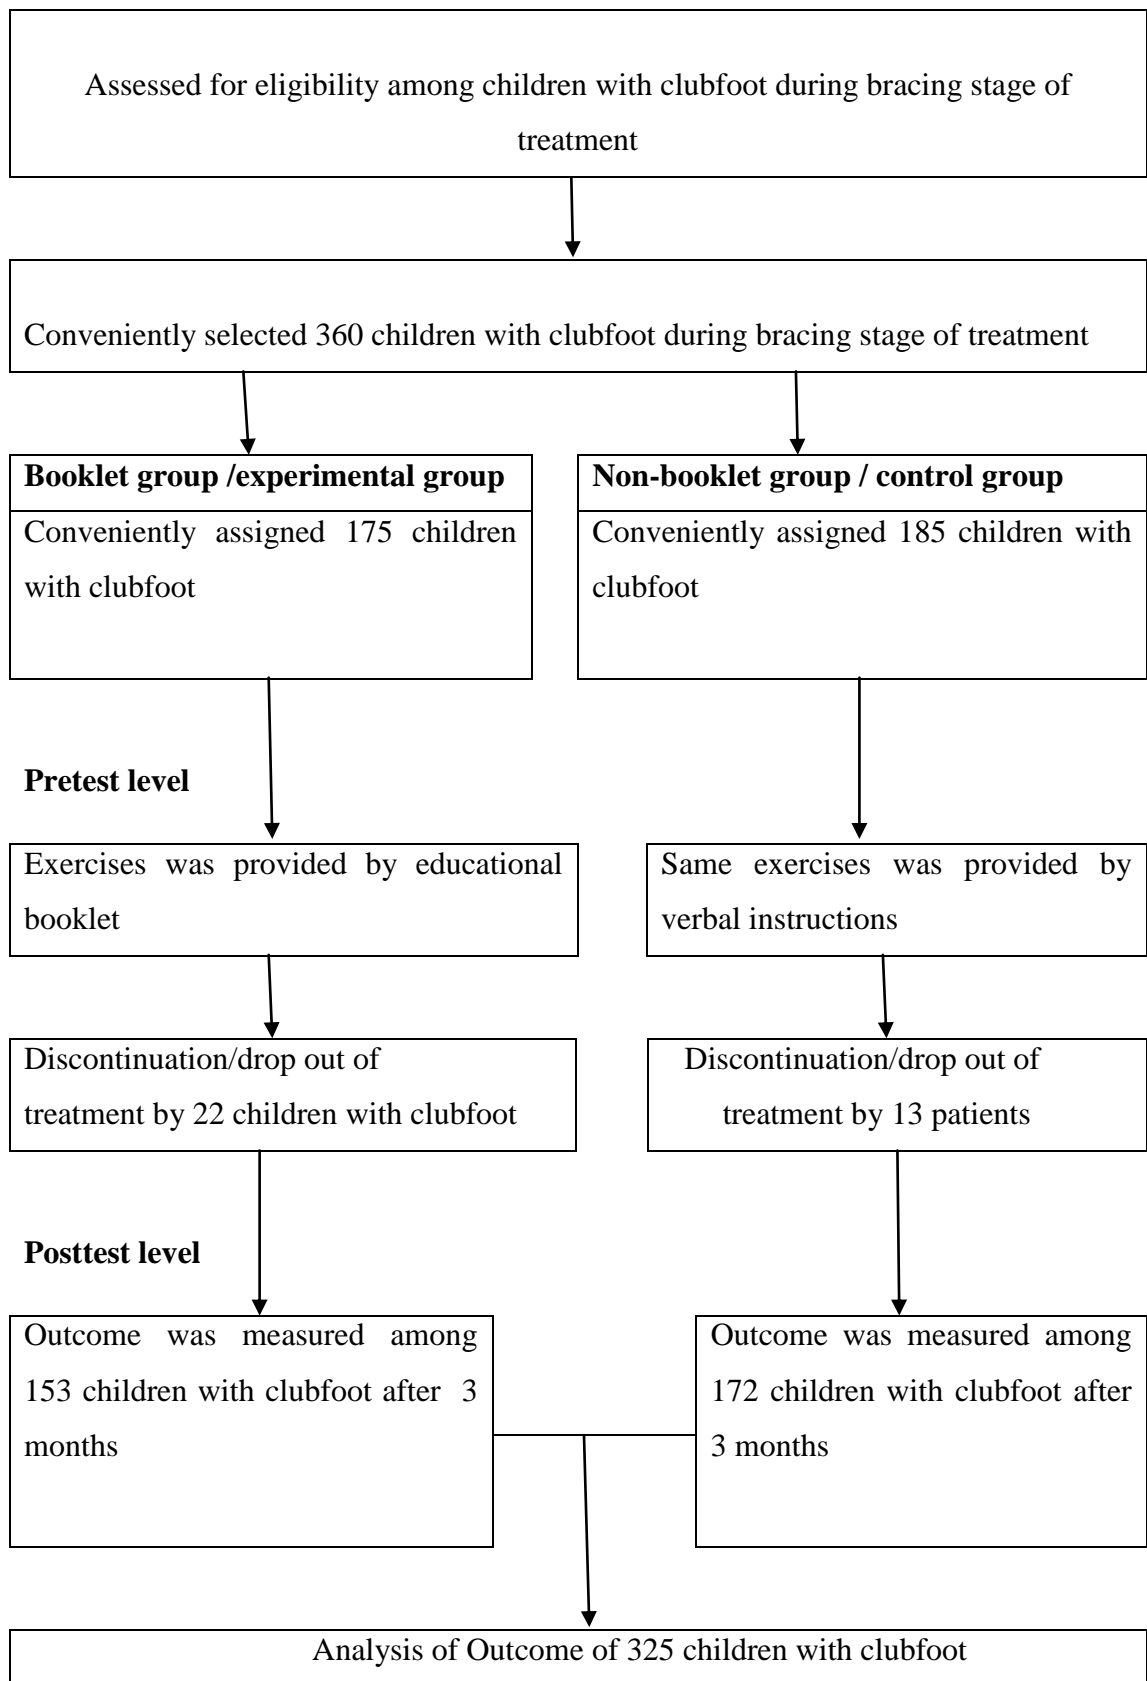 Assessed for eligibility among children with clubfoot during bracing stage of
treatment
Conveniently selected 360 children with clubfoot during bracing stage of treatment
Booklet group /experimental group
Conveniently assigned 175 children
with clubfoot
Non-booklet group / control group
Conveniently assigned 185 children with
clubfoot
Pretest level
Exercises was provided by educational
booklet
Same exercises was provided by
verbal instructions
Discontinuation/drop out of
treatment by 22 children with clubfoot
Discontinuation/drop out of
treatment by 13 patients
Posttest level
Outcome was measured among
153 children with clubfoot after 3
months
Outcome was measured among
172 children with clubfoot after
3 months
Analysis of Outcome of 325 children with clubfoot